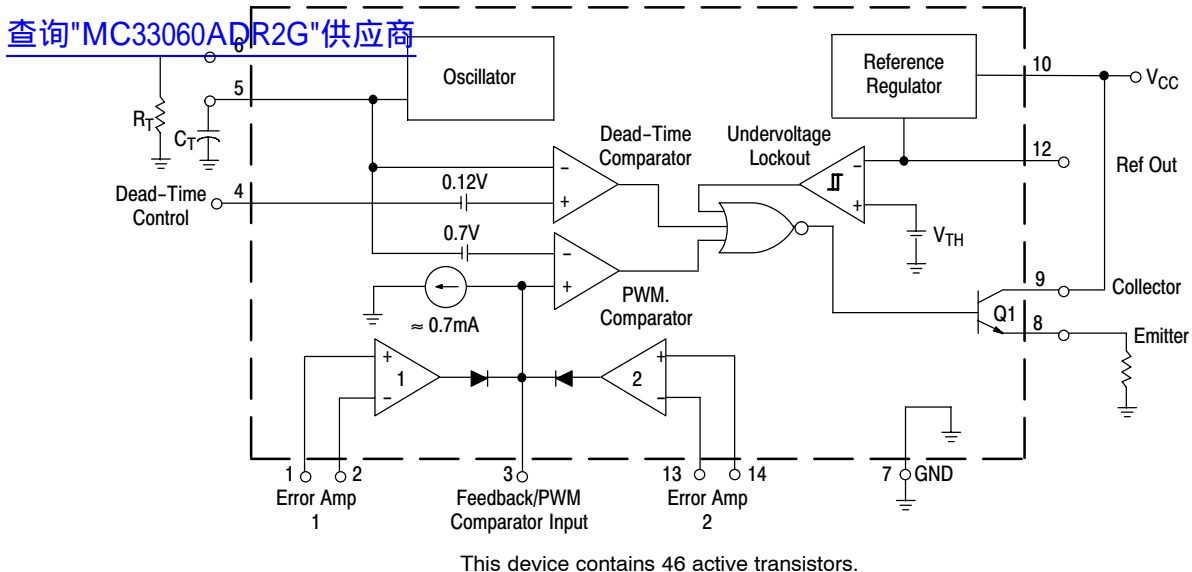 查询"MC33060ADR2G"供应商
6
Oscillator
Reference
Regulator
10
VCC
5
RT
CT
Dead-Time
Comparator
Undervoltage
Lockout
12
Ref Out
–
+
–
+
Dead-Time
Control
4
0.12V
0.7V
VTH
–
+
PWM.
Comparator
≈ 0.7mA
9
Collector
Q1
8
Emitter
+
–
1
2
+
–
1
2
3
13
14
7
GND
Error Amp
1
Feedback/PWM
Comparator Input
Error Amp
2
This device contains 46 active transistors.